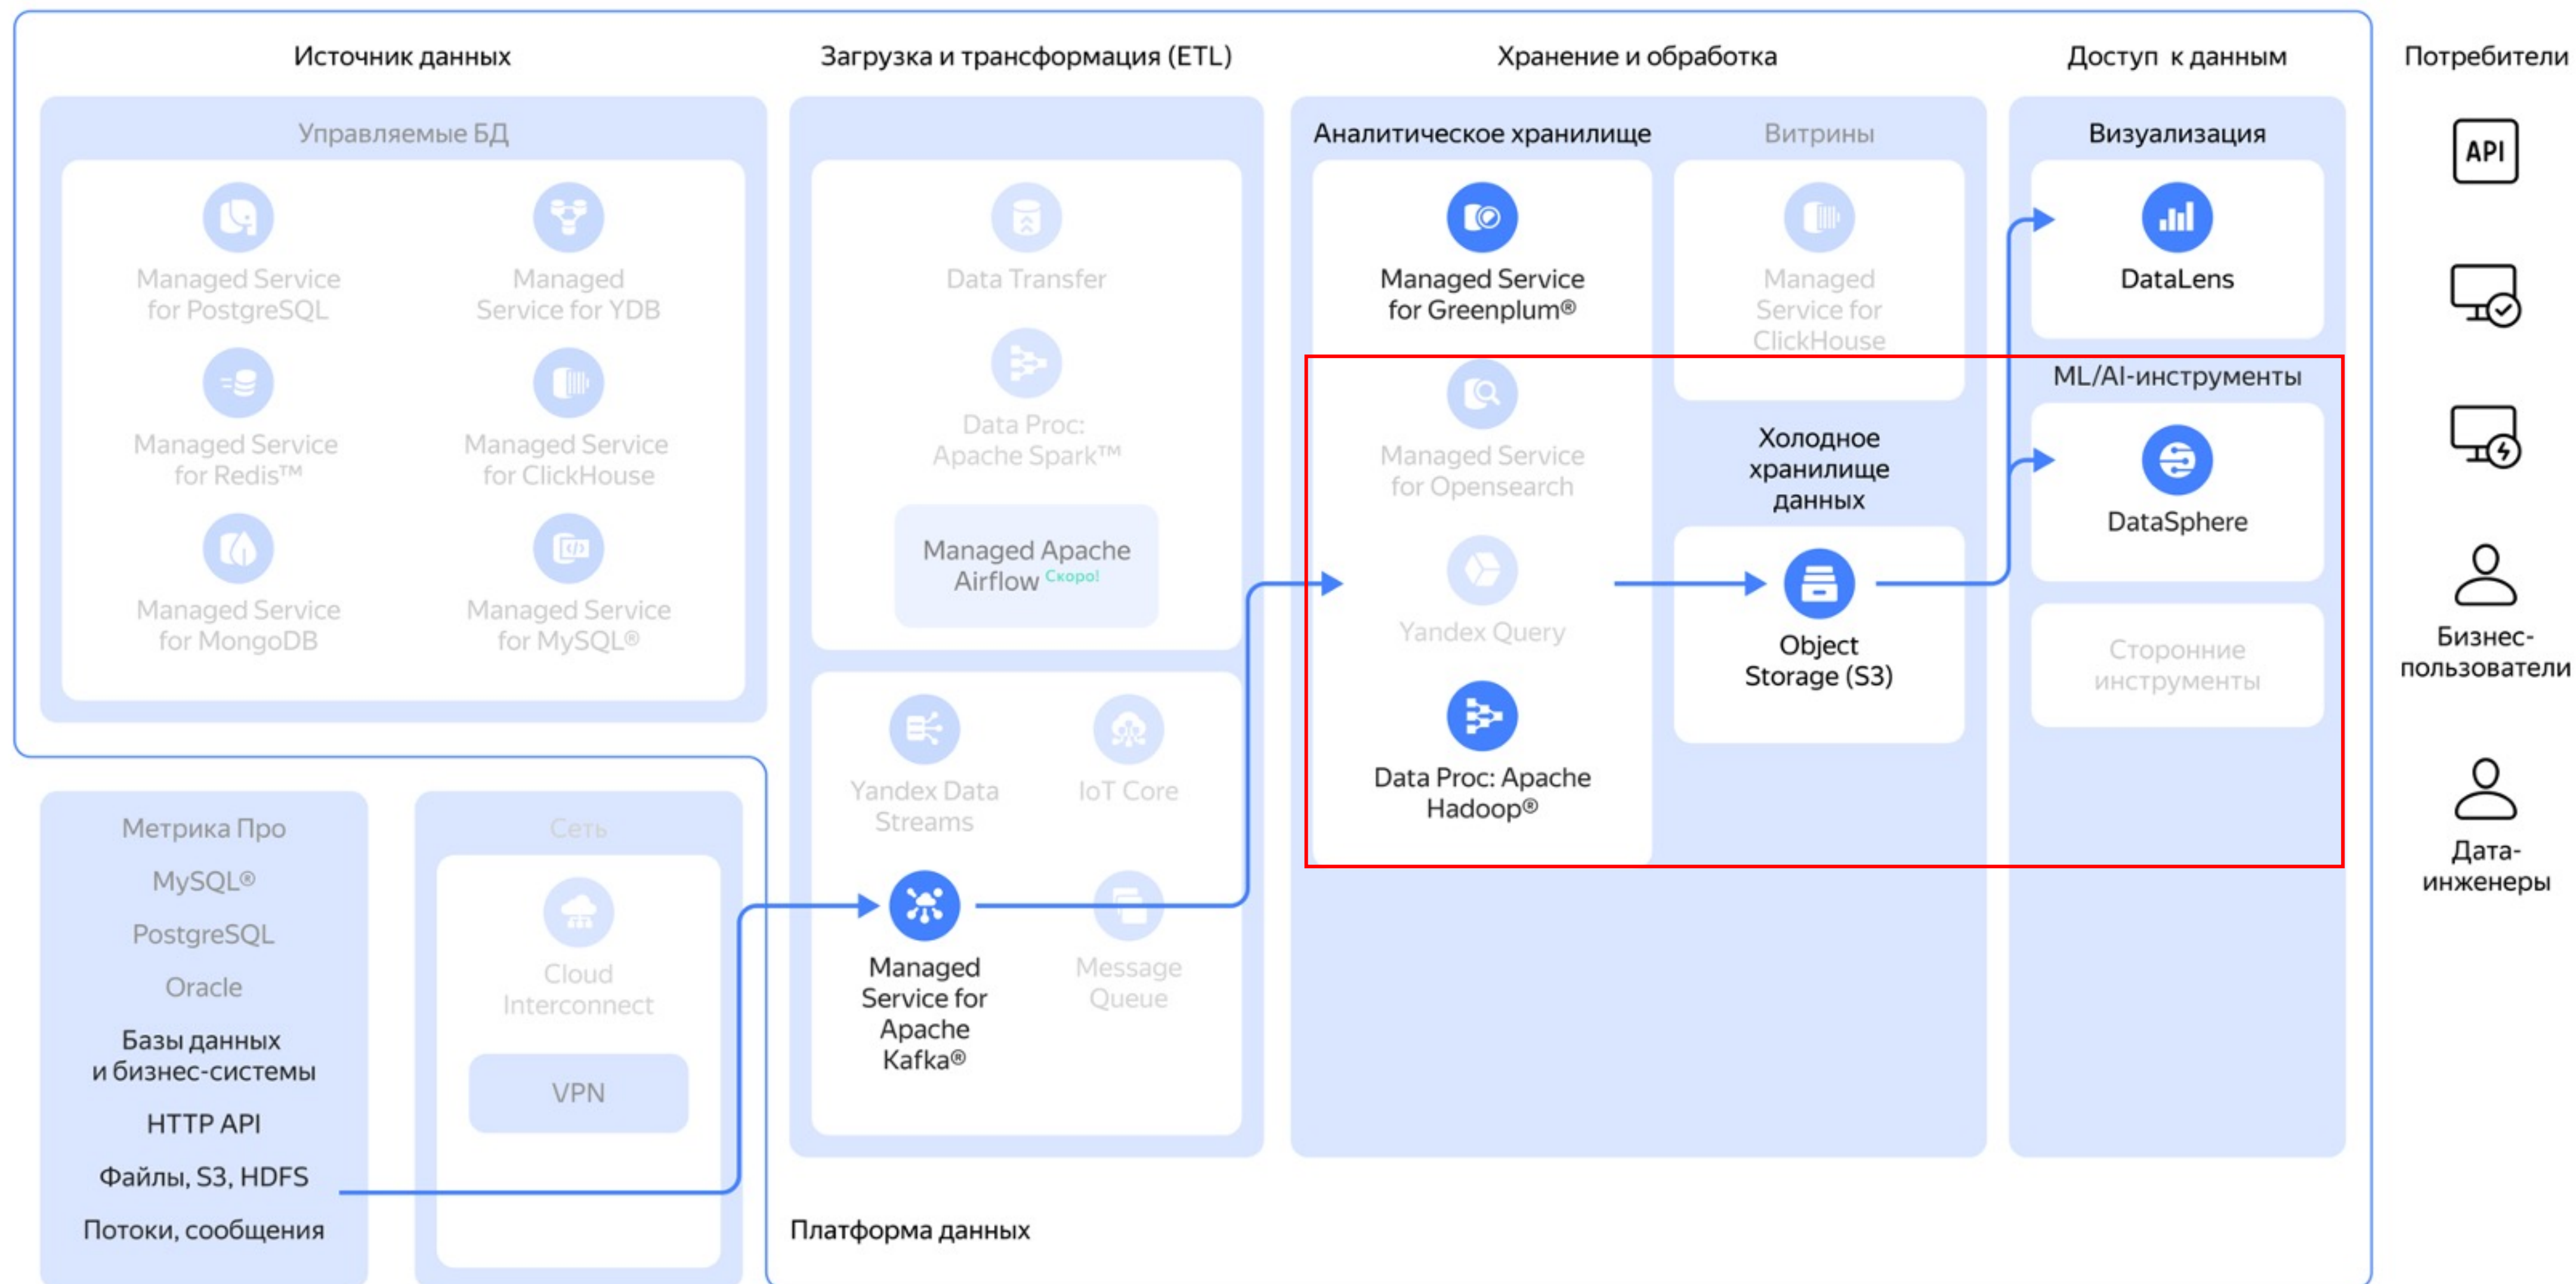 Источник данных
Загрузка и трансформация (ETL)
Хранение и обработка
Доступ к данным
Потребители
Управляемые БД
Managed Service
for PostgreSQL
Managed
Service for YDB
Managed Service
for Redis™
Managed Service
for ClickHouse
Managed Service
for MongoDB
Managed Service
for MySQL®
Data Transfer
Data Proc:
Apache Spark™
Managed Apache
Airflow Скоро!
Yandex Data
Streams
IoT Core
Managed
Service for
Apache
Kafka®
Message
Queue
Аналитическое хранилище
Managed Service
for Greenplum®
Managed Service
for Opensearch
Yandex Query
Data Proc: Apache
Hadoop®
Витрины
Managed
Service for
ClickHouse
Холодное
хранилище
данных
Object
Storage (S3)
Визуализация
DataLens
ML/AI-инструменты
DataSphere
Сторонние
инструменты
API
Бизнес-
пользователи
Дата-
инженеры
Метрика Про
MySQL®
PostgreSQL
Oracle
Базы данных
и бизнес-системы
HTTP API
Файлы, S3, HDFS
Потоки, сообщения
Сеть
Cloud
Interconnect
VPN
Платформа данных